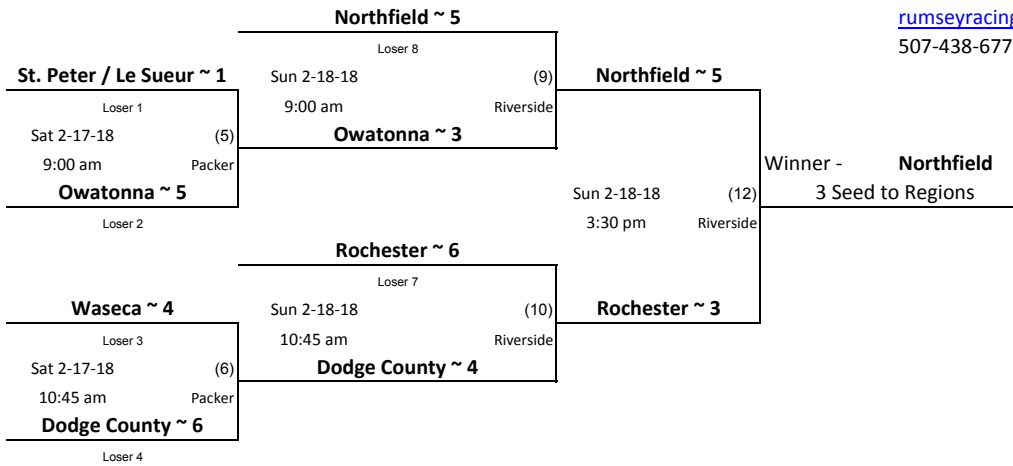 Northfield ~ 5
rumseyracing
Loser 8
507-438-677
St. Peter / Le Sueur ~ 1
Sun 2-18-18
(9)
Northfield ~ 5
Loser 1
9:00 am
Riverside
Sat 2-17-18
(5)
Owatonna ~ 3
9:00 am
Packer
Winner - Northfield
Owatonna ~ 5
Sun 2-18-18
(12)
3 Seed to Regions
Loser 2
3:30 pm
Riverside
Rochester ~ 6
Loser 7
Waseca ~ 4
Sun 2-18-18
(10)
Rochester ~ 3
Loser 3
10:45 am
Riverside
Sat 2-17-18
(6)
Dodge County ~ 4
10:45 am
Packer
Dodge County ~ 6
Loser 4